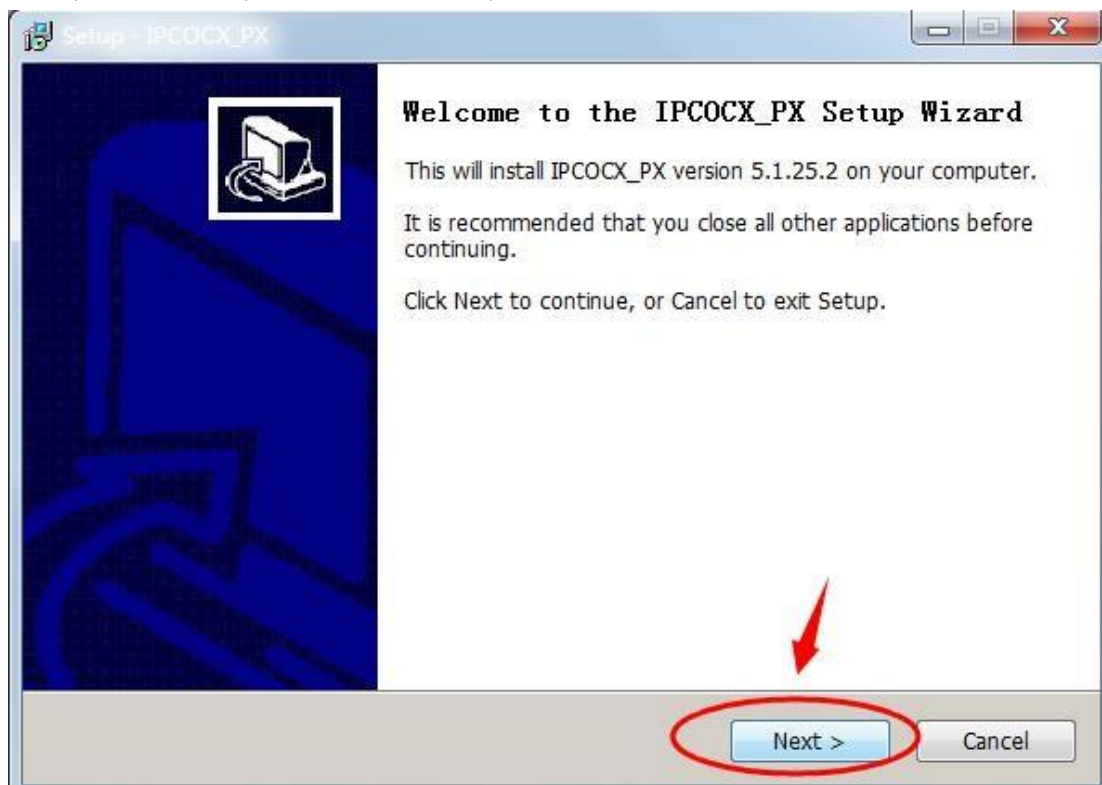 Setup - IPCOCX_PX
X
Welcome to the IPCOCX_PX Setup Wizard
This will install IPCOCX_PX version 5.1.25.2 on your computer.
It is recommended that you close all other applications before
continuing.
Click Next to continue, or Cancel to exit Setup.
Next >
Cancel